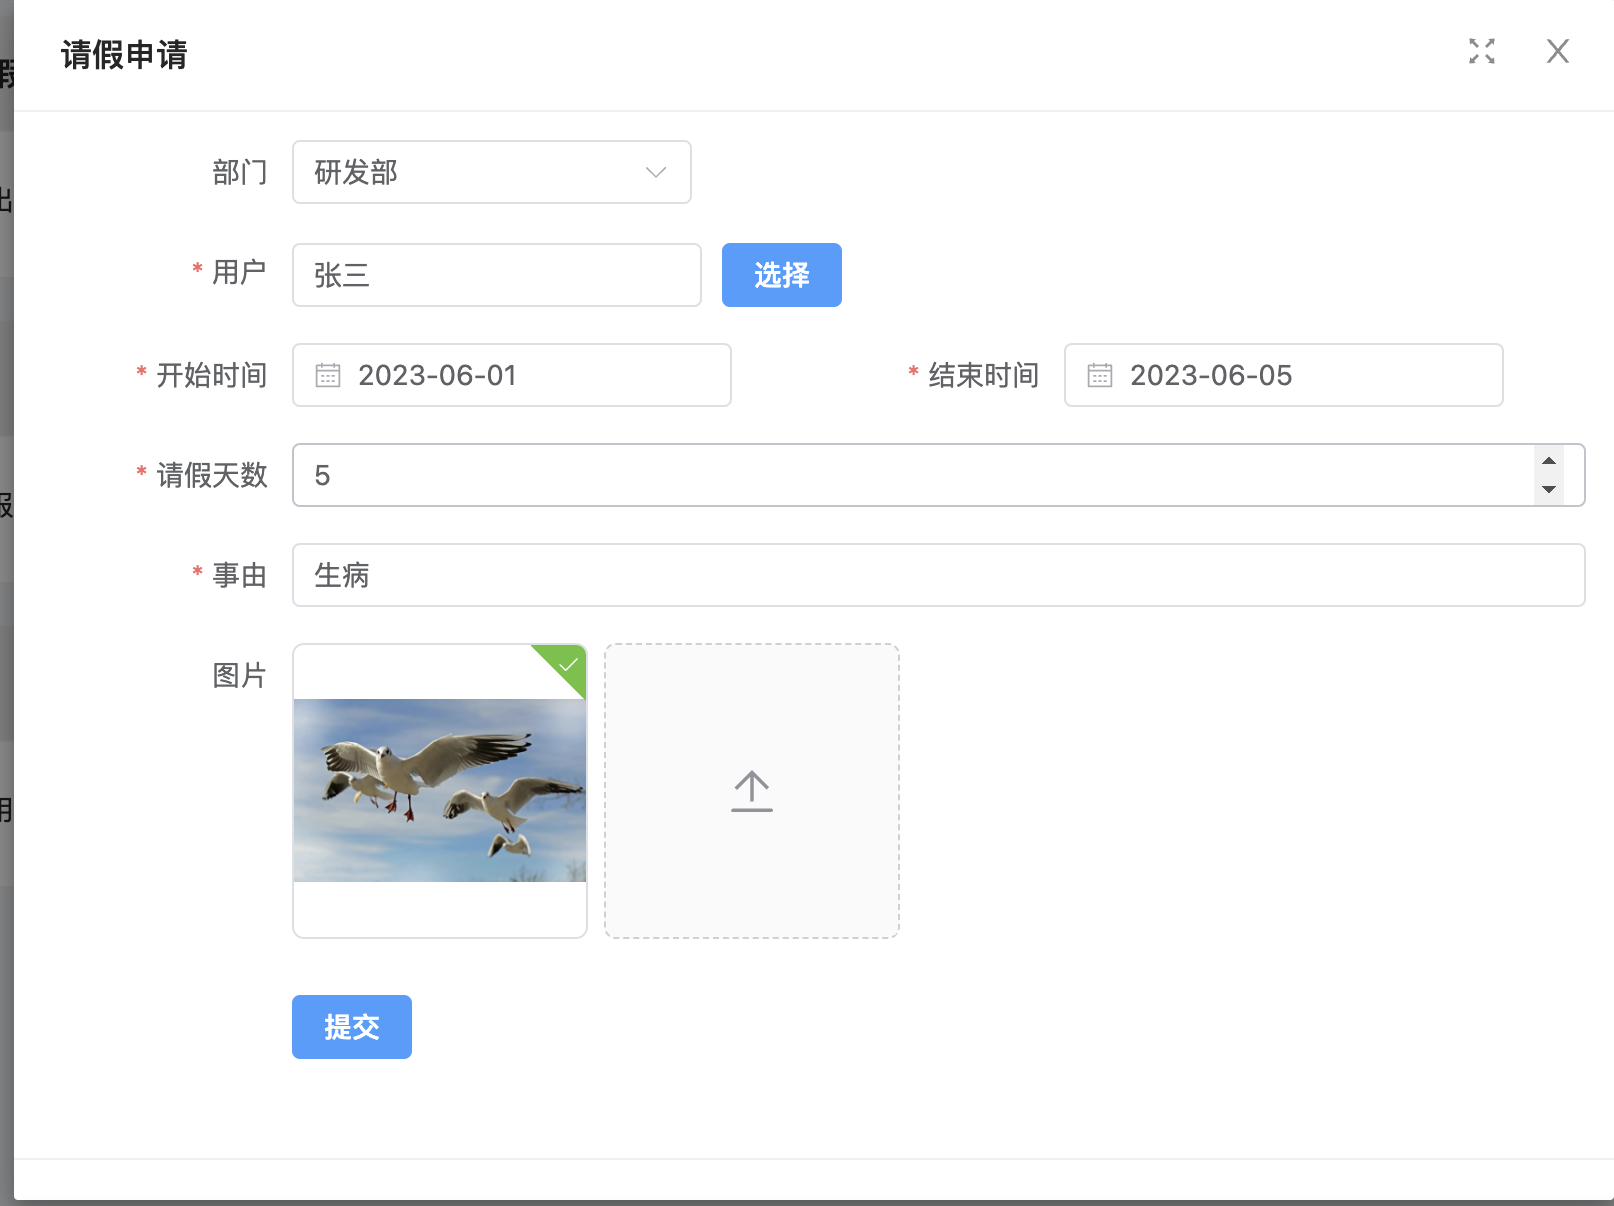 请假申请
部门 研发部
* 用户 张三 选择
* 开始时间 2023-06-01 * 结束时间 2023-06-05
* 请假天数 5
* 事由 生病
图片
提交